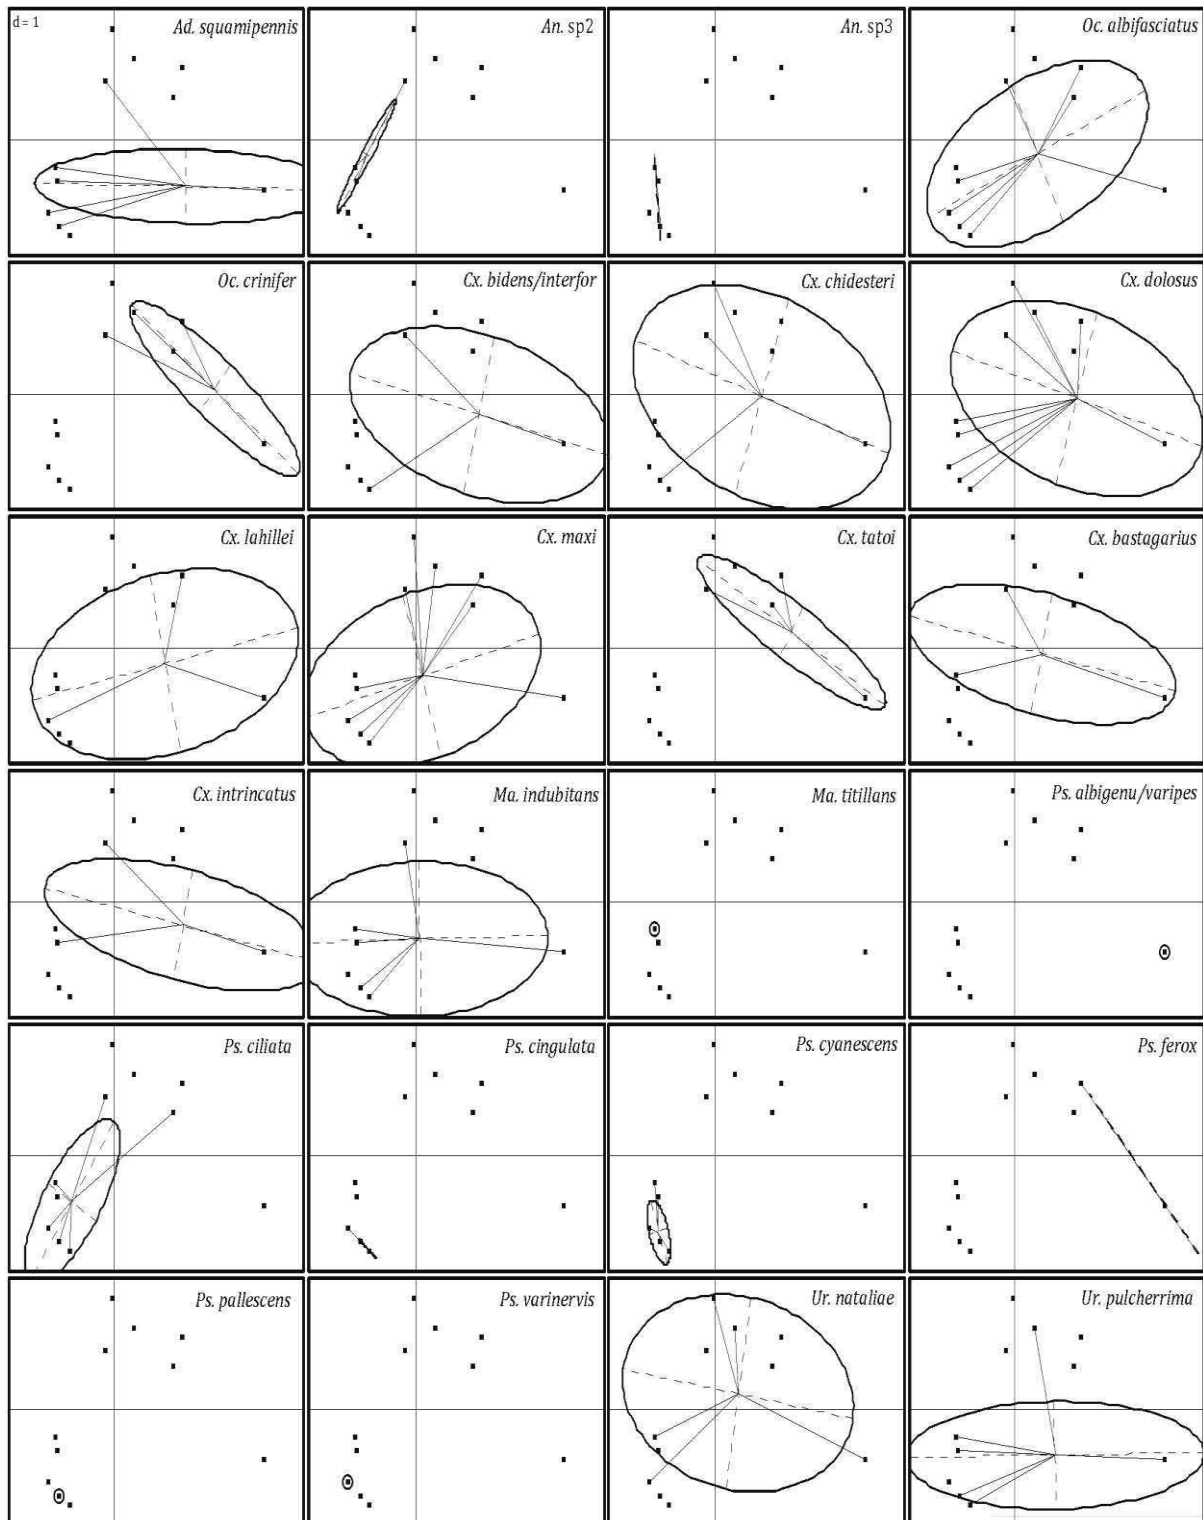 d = 1
Ad. squamipennis
An. sp2
An. sp3
Oc. albifasciatus
Oc. crinifer
Cx. bidens/interfor
Cx. chidesteri
Cx. dolosus
Cx. lahillei
Cx. maxi
Cx. tatoi
Cx. bastagarius
Cx. intrincatus
Ma. indubitans
Ma. titillans
Ps. albigenu/varipes
Ps. ciliata
Ps. cingulata
Ps. cyanescens
Ps. ferox
Ps. pallescens
Ps. varinervis
Ur. nataliae
Ur. pulcherrima